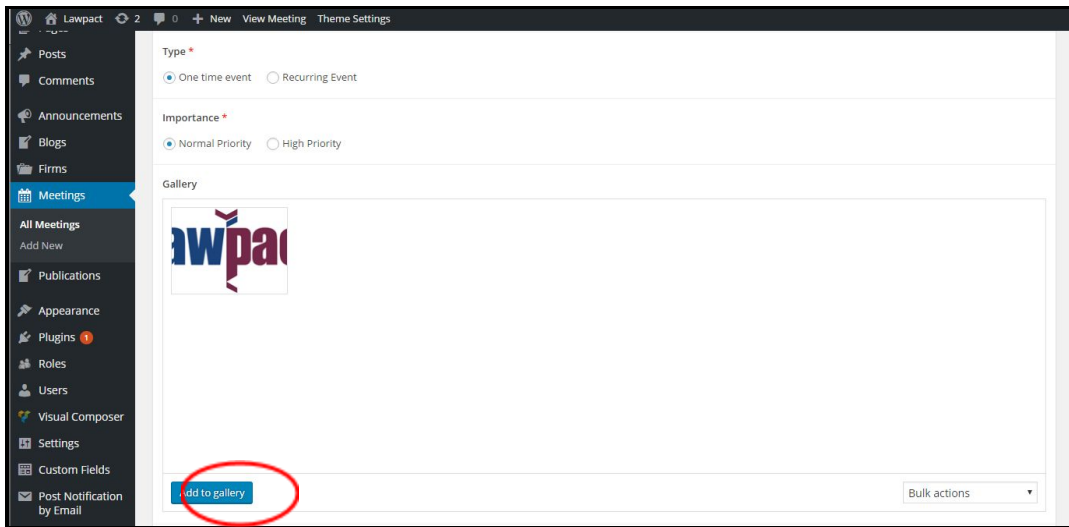 Lawpact 2 0 New View Meeting Theme Settings
Posts
Comments
Announcements
Blogs
Firms
Meetings
All Meetings
Add New
Publications
Appearance
Plugins 1
Roles
Users
Visual Composer
Settings
Custom Fields
Post Notification
by Email
Type *
One time event Recurring Event
Importance *
Normal Priority High Priority
Gallery
awpac
Add to gallery
Bulk actions